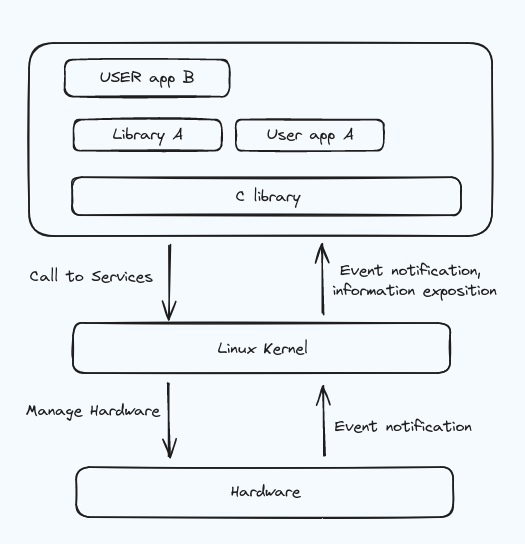 USER app B
Library A
User app A
C library
Call to Services
Event notification,
information exposition
Linux Kernel
Manage Hardware
Event notification
Hardware